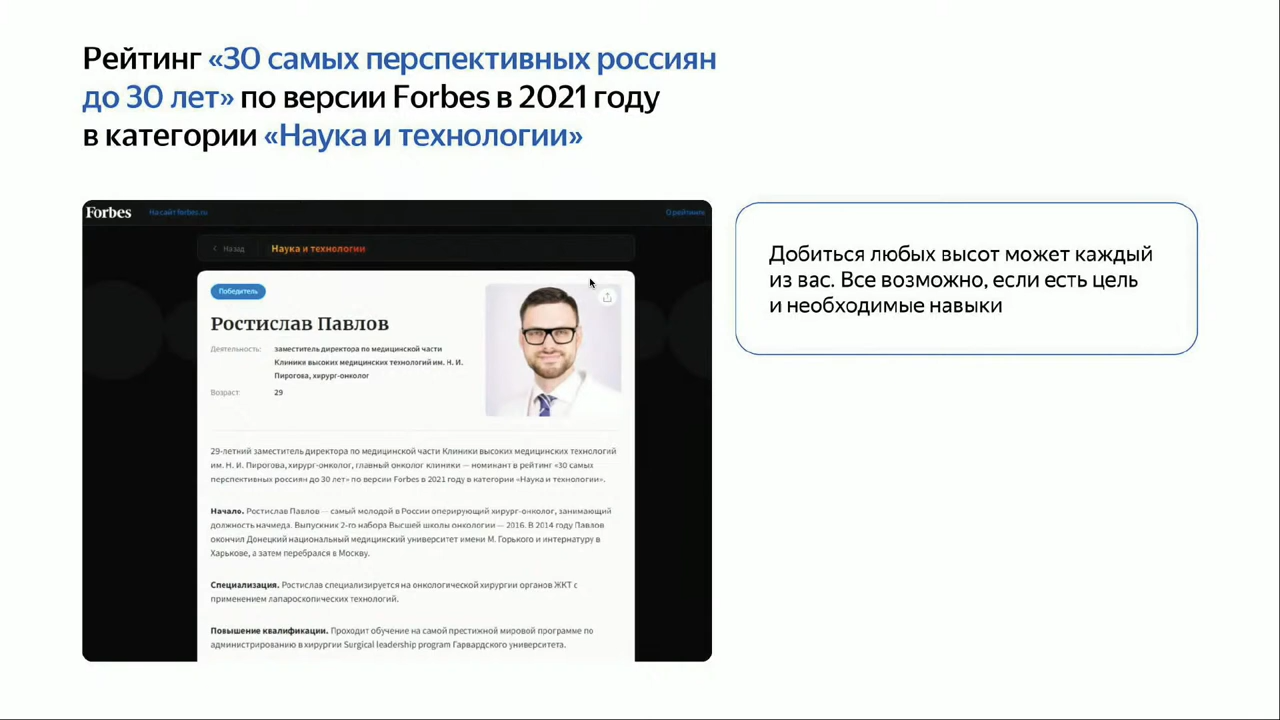 Рейтинг «30 самых перспективных россиян
до 30 лет» по версии Forbes в 2021 году
в категории «Наука и технологии»
Forbes
На сайт Forbes.ru
О рейтинге
Назад
Наука и технологии
Победитель
Ростислав Павлов
Деятельность: заместитель директора по медицинской части
Клиники высоких медицинских технологий им. Н. И.
Пирогова, хирург-онколог
Возраст: 29
29-летний заместитель директора по медицинской части Клиники высоких медицинских технологий
им. Н. И. Пирогова, хирург-онколог, главный онколог клиники — номинант в рейтинг «30 самых
перспективных россиян до 30 лет» по версии Forbes в 2021 году в категории «Наука и технологии».
Начало. Ростислав Павлов — самый молодой в России оперирующий хирург-онколог, занимающий
должность начмеда. Выпускник 2-го набора Высшей школы онкологии — 2016. В 2014 году Павлов
окончил Донецкий национальный медицинский университет имени М. Горького и интернатуру в
Харькове, а затем перебрался в Москву.
Специализация. Ростислав специализируется на онкологической хирургии органов ЖКТ с
применением лапароскопических технологий.
Повышение квалификации. Проходит обучение на самой престижной мировой программе по
администрированию в хирургии Surgical leadership program Гарвардского университета.
Добиться любых высот может каждый
из вас. Все возможно, если есть цель
и необходимые навыки